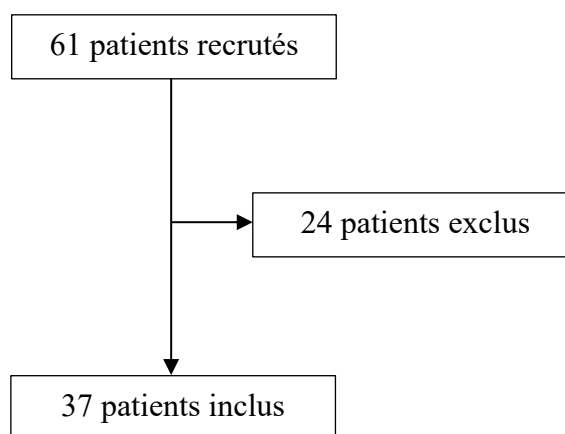 61 patients recrutés
24 patients exclus
37 patients inclus